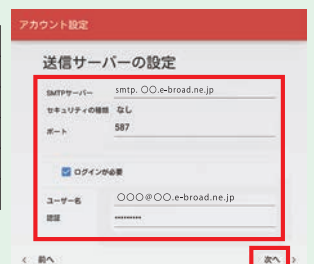 アカウント設定
送信サーバーの設定
SMTPサーバー smtp. 〇〇.e-broad.ne.jp
セキュリティの種類 なし
ポート 587
ログインが必要
ユーザー名 〇〇〇@〇〇.e-broad.ne.jp
認証 •••••••••
< 前へ 次へ >